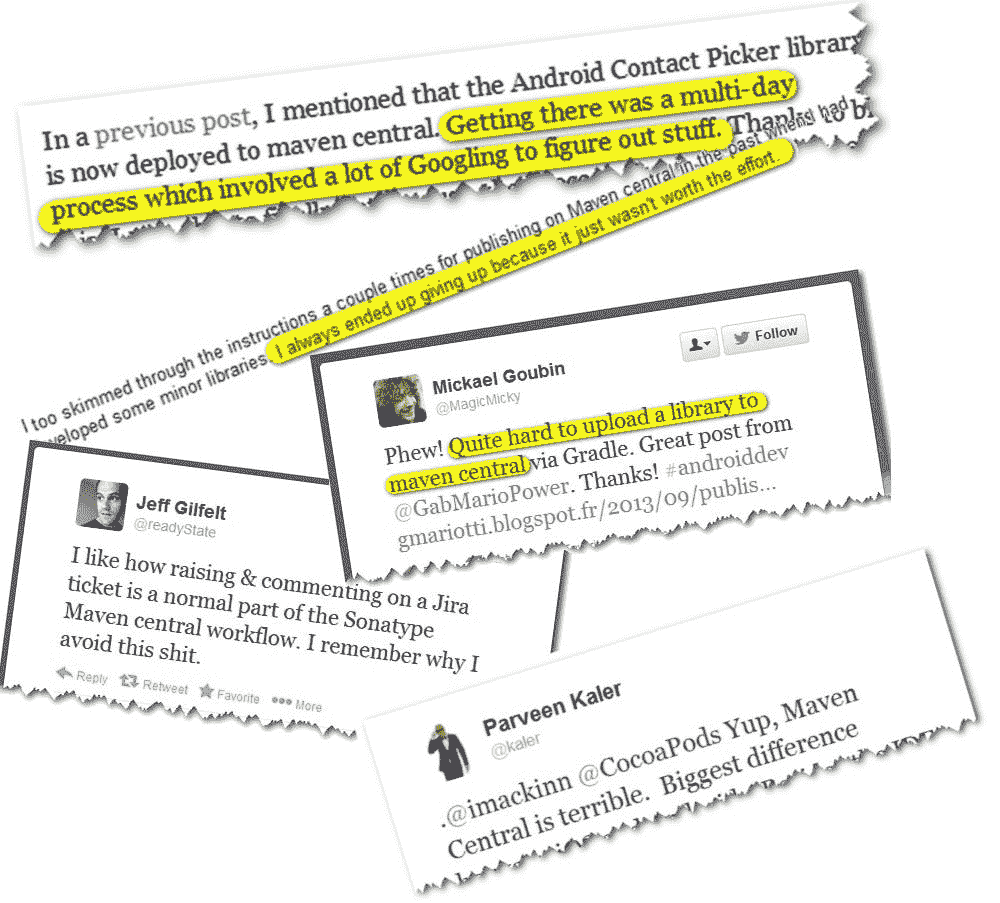 In a previous post, I mentioned that the Android Contact Picker library
is now deployed to maven central. Getting there was a multi-day
process which involved a lot of Googling to figure out stuff. Thanks to
I too skimmed through the instructions a couple times for publishing on Maven central in the past when I had
developed some minor libraries. I always ended up giving up because it just wasn't worth the effort.
Follow
Mickael Goubin
@MagicMicky
Phew! Quite hard to upload a library to
maven central via Gradle. Great post from
@GabMarioPower. Thanks! #androiddev
gmariotti.blogspot.fr/2013/09/publis...
Jeff Gilfelt
@readyState
I like how raising & commenting on a Jira
ticket is a normal part of the Sonatype
Maven central workflow. I remember why I
avoid this shit.
Reply Retweet Favorite More
Parveen Kaler
@kaler
.@imackinn @CocoaPods Yup, Maven
Central is terrible. Biggest difference